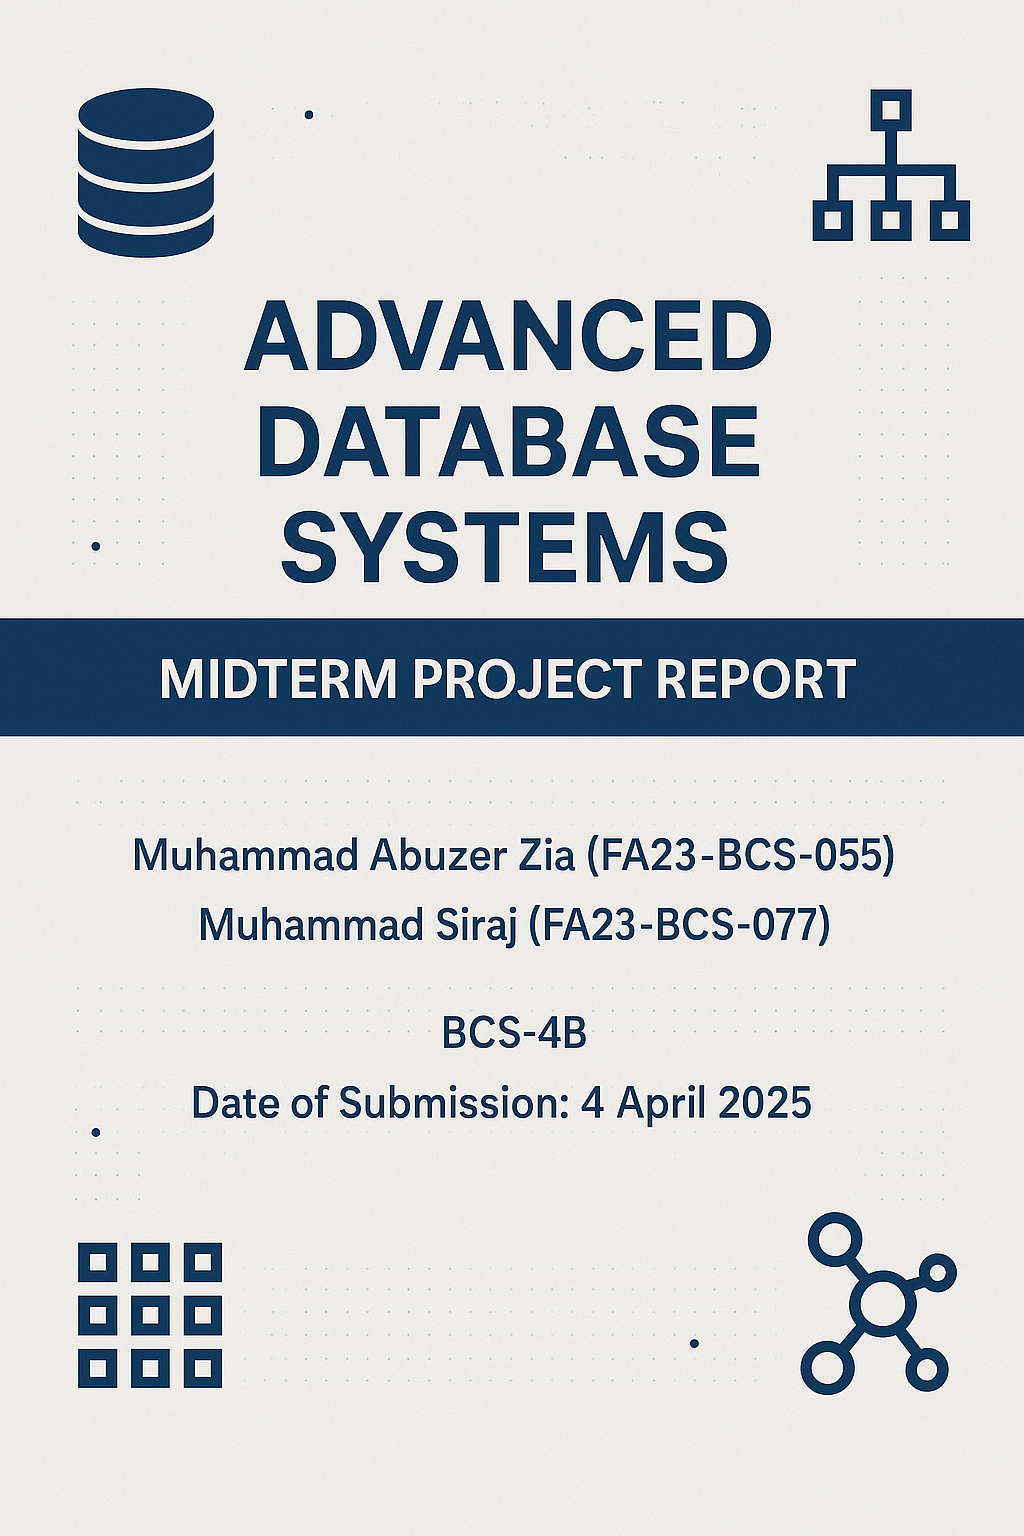 ADVANCED
DATABASE
SYSTEMS
MIDTERM PROJECT REPORT
Muhammad Abuzer Zia (FA23-BCS-055)
Muhammad Siraj (FA23-BCS-077)
BCS-4B
Date of Submission: 4 April 2025